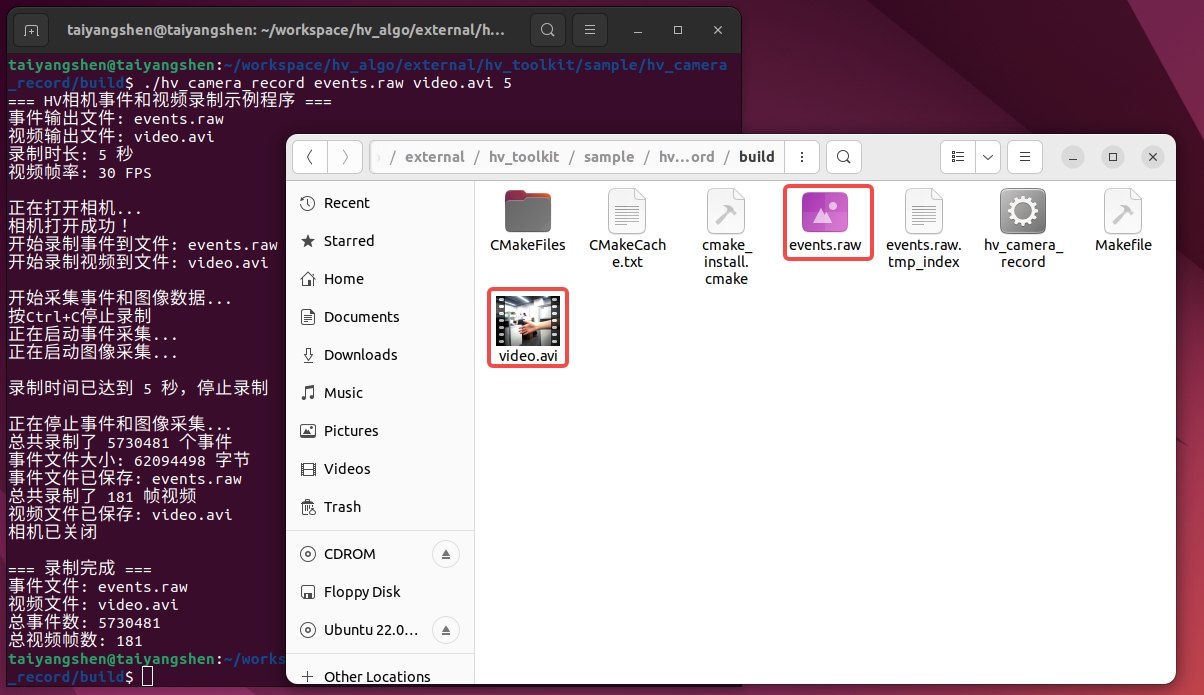 taiyangshen@taiyangshen: ~/workspace/hv_algo/external/h...
taiyangshen@taiyangshen:~/workspace/hv_algo/external/hv_toolkit/sample/hv_camera
_record/build$ ./hv_camera_record events.raw video.avi 5
=== HV相机事件和视频录制示例程序 ===
事件输出文件: events.raw
视频输出文件: video.avi
录制时长: 5 秒
视频帧率: 30 FPS
正在打开相机...
相机打开成功！
开始录制事件到文件: events.raw
开始录制视频到文件: video.avi
开始采集事件和图像数据...
按Ctrl+C停止录制
正在启动事件采集...
正在启动图像采集...
录制时间已达到 5 秒，停止录制
正在停止事件和图像采集...
总共录制了 5730481 个事件
事件文件大小: 62094498 字节
事件文件已保存: events.raw
总共录制了 181 帧视频
视频文件已保存: video.avi
相机已关闭
=== 录制完成 ===
事件文件: events.raw
视频文件: video.avi
总事件数: 5730481
总视频帧数: 181
taiyangshen@taiyangshen:~/works
_record/build$
/ external / hv_toolkit / sample / hv...ord / build
Recent
Starred
Home
Documents
Downloads
Music
Pictures
Videos
Trash
CDROM
Floppy Disk
Ubuntu 22.0...
Other Locations
CMakeFiles
CMakeCach
e.txt
cmake_
install.
cmake
events.raw
events.raw.
tmp_index
hv_camera_
record
Makefile
video.avi